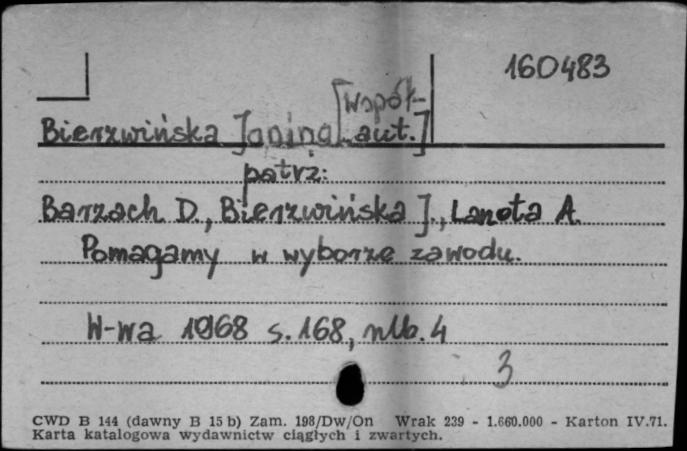 160483
Bierzwińska Janina [Współ-
aut.]
patrz:
Barzach D., Bierzwińska J., Lanota A.
Pomagamy w wyborze zawodu.
W-wa 1968 s. 168, nlb. 4
3
CWD B 144 (dawny B 15 b) Zam. 198/Dw/On Wrak 239 - 1.660.000 - Karton IV.71.
Karta katalogowa wydawnictw ciągłych i zwartych.